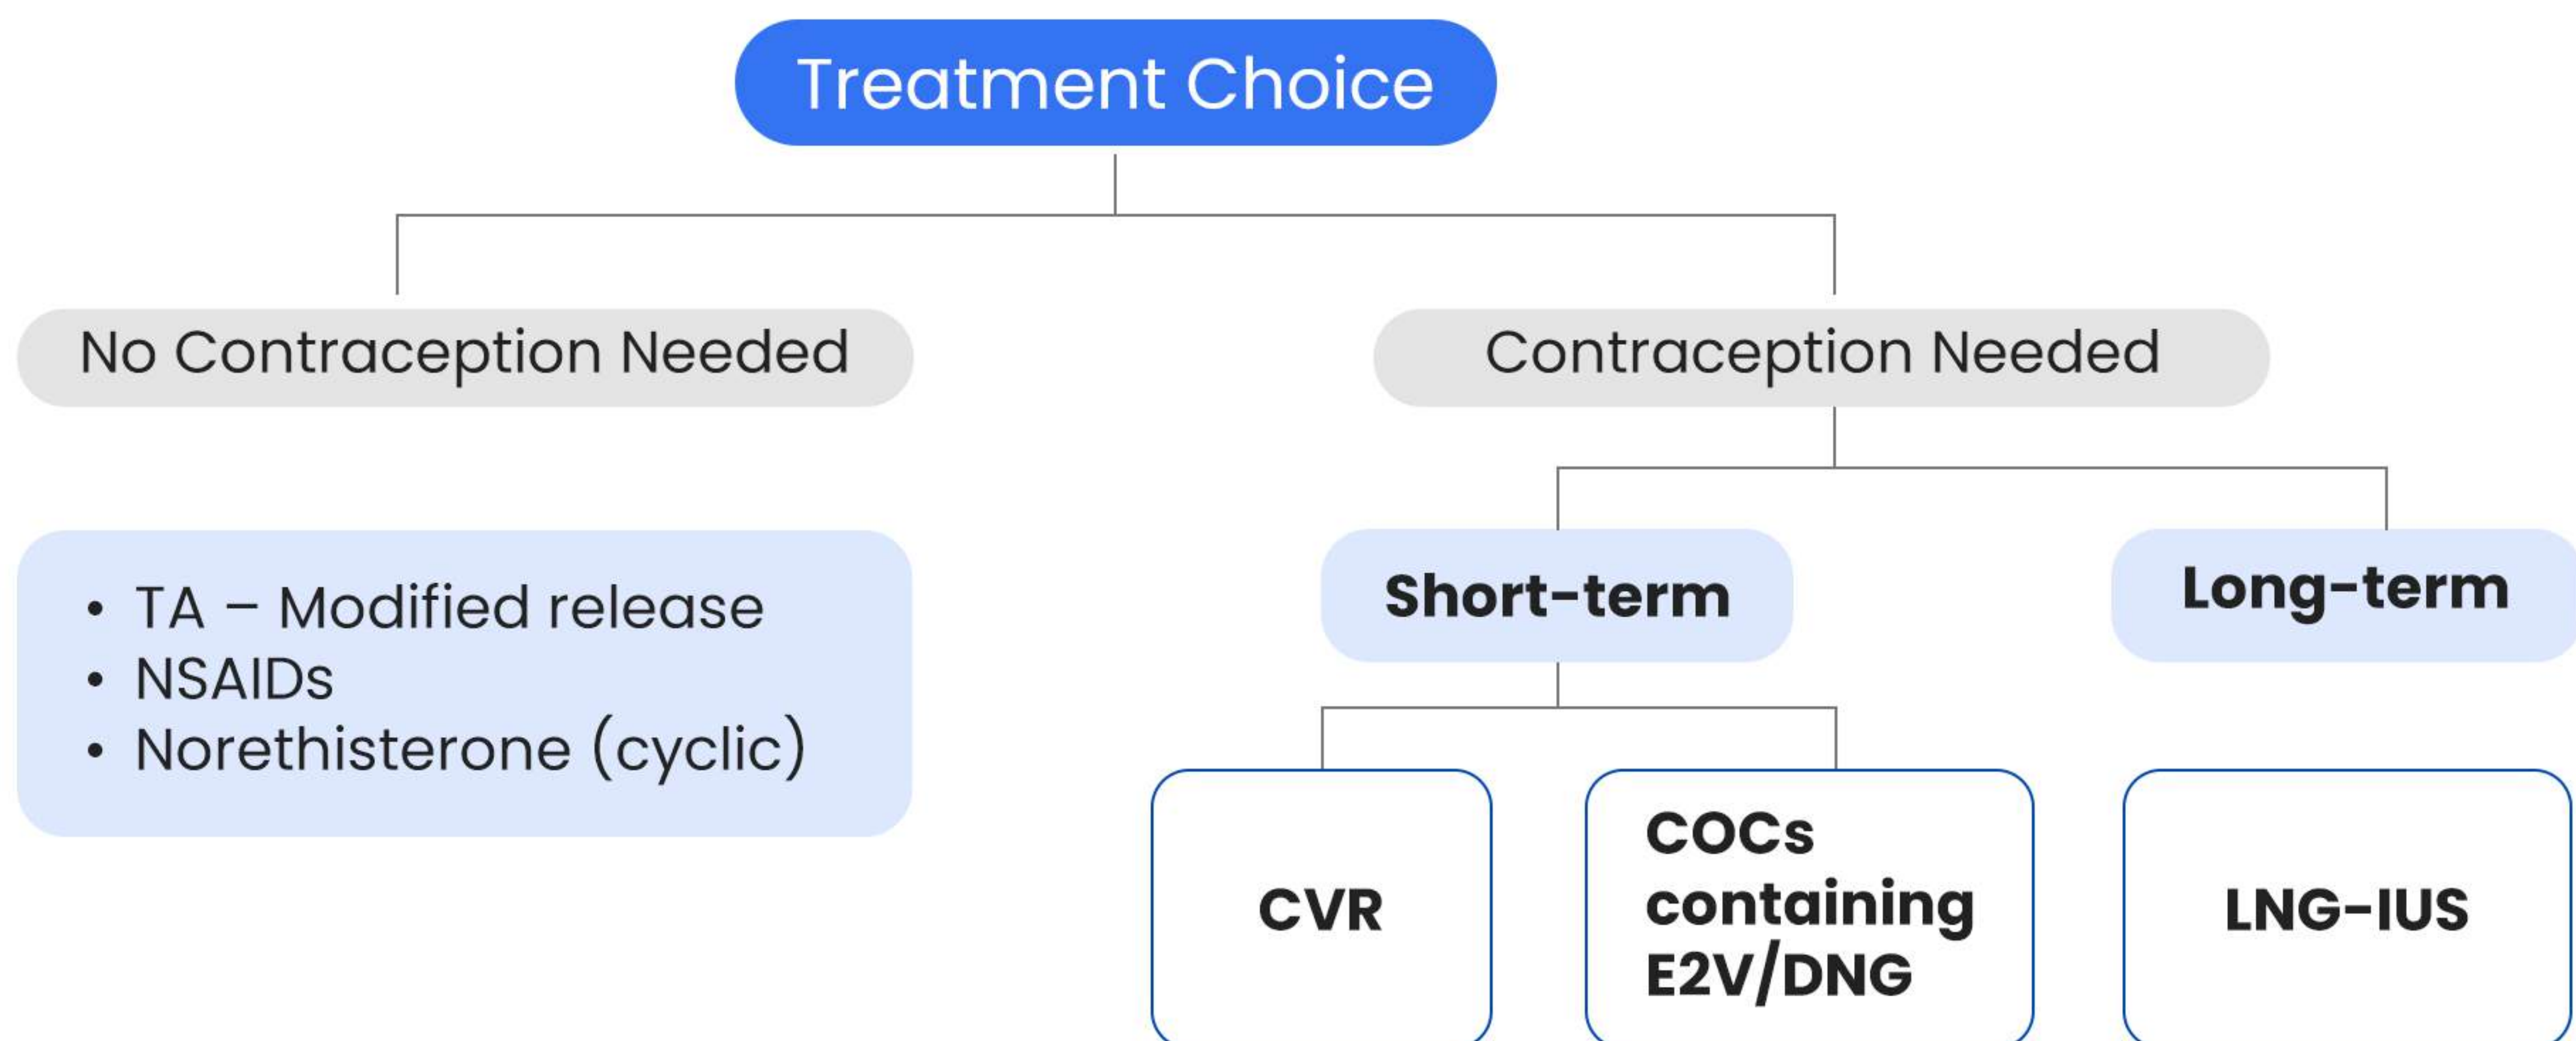 Treatment Choice
No Contraception Needed
Contraception Needed
• TA – Modified release
• NSAIDs
• Norethisterone (cyclic)
Short-term
Long-term
CVR
COCs
containing
E2V/DNG
LNG-IUS